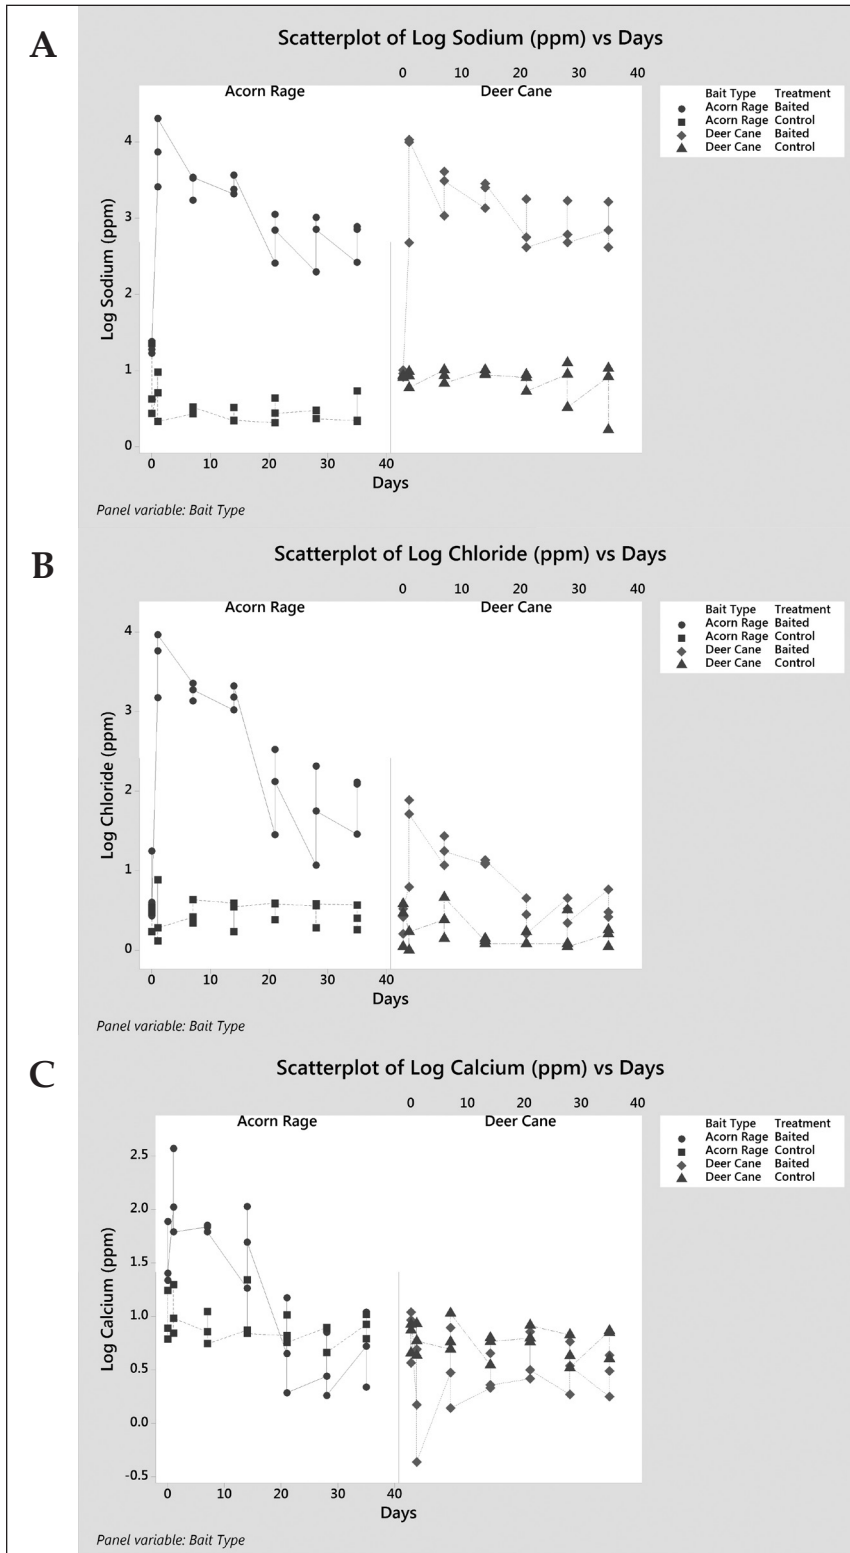 A
Scatterplot of Log Sodium (ppm) vs Days
0 10 20 30 40
Acorn Rage Deer Cane
Bait Type Treatment
Acorn Rage Baited
Acorn Rage Control
Deer Cane Baited
Deer Cane Control
4
3
2
1
0
Log Sodium (ppm)
0 10 20 30 40
Days
Panel variable: Bait Type
B
Scatterplot of Log Chloride (ppm) vs Days
0 10 20 30 40
Acorn Rage Deer Cane
Bait Type Treatment
Acorn Rage Baited
Acorn Rage Control
Deer Cane Baited
Deer Cane Control
4
3
2
1
0
Log Chloride (ppm)
0 10 20 30 40
Days
Panel variable: Bait Type
C
Scatterplot of Log Calcium (ppm) vs Days
0 10 20 30 40
Acorn Rage Deer Cane
Bait Type Treatment
Acorn Rage Baited
Acorn Rage Control
Deer Cane Baited
Deer Cane Control
2.5
2.0
1.5
1.0
0.5
0.0
-0.5
Log Calcium (ppm)
0 10 20 30 40
Days
Panel variable: Bait Type